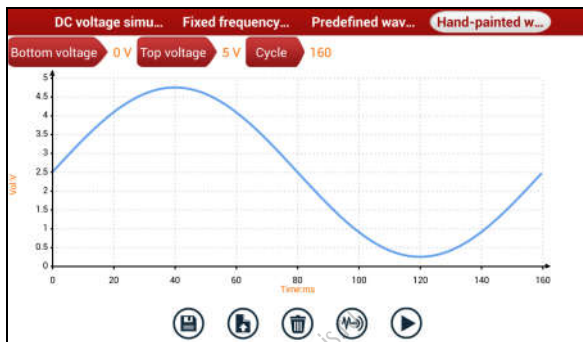 DC voltage simu... Fixed frequency... Predefined wav... Hand-painted w...
Bottom voltage 0 V Top voltage 5 V Cycle 160
5
4.5
4
3.5
3
2.5
2
1.5
1
0.5
0
Vol:V
0 20 40 60 80 100 120 140 160
Time:ms